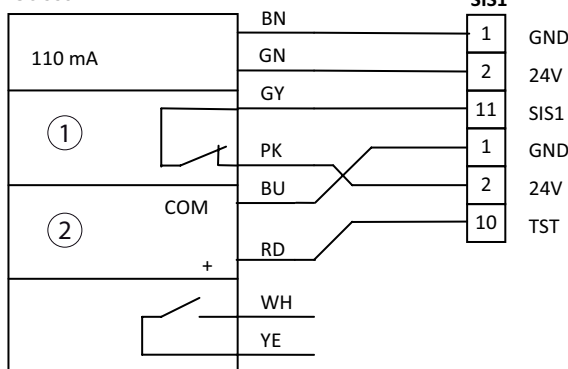 BN
SIS1
1 GND
110 mA
GN
2 24V
GY
11 SIS1
1
PK
1 GND
BU
2 24V
COM
2
10 TST
RD
+
WH
YE